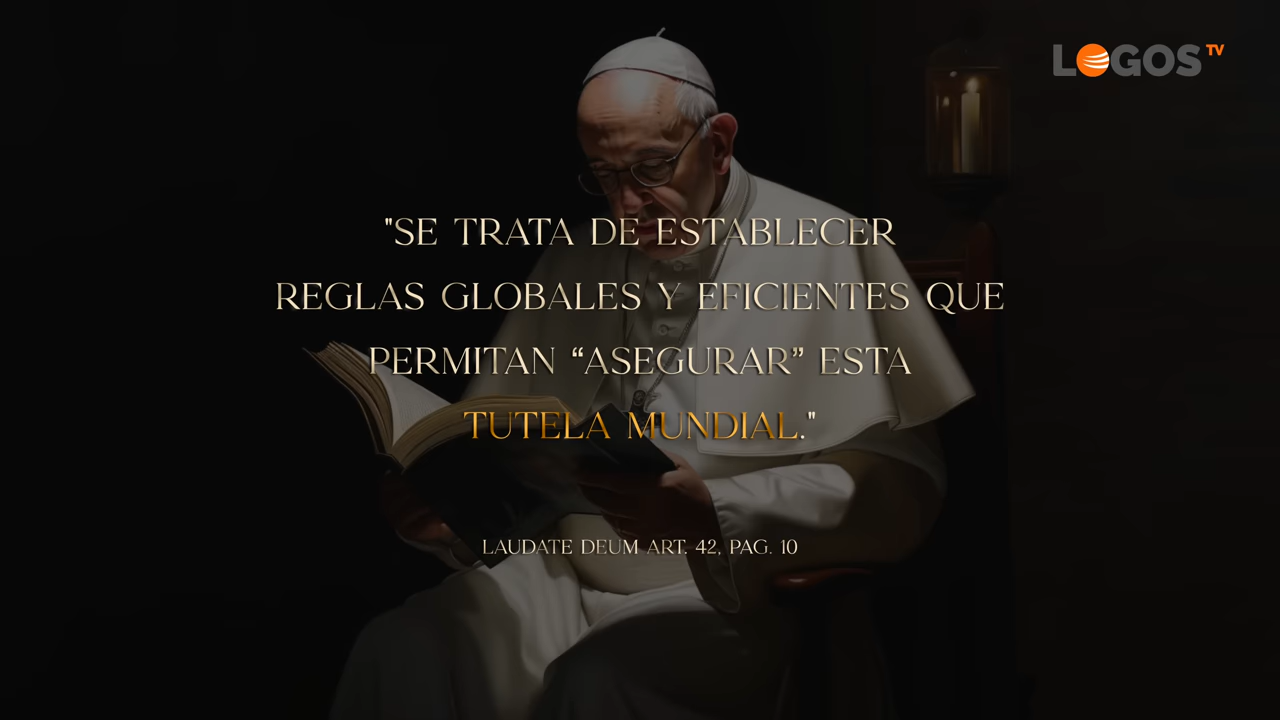 LOGOS TV
"SE TRATA DE ESTABLECER
REGLAS GLOBALES Y EFICIENTES QUE
PERMITAN “ASEGURAR” ESTA
TUTELA MUNDIAL."
LAUDATE DEUM ART. 42, PAG. 10